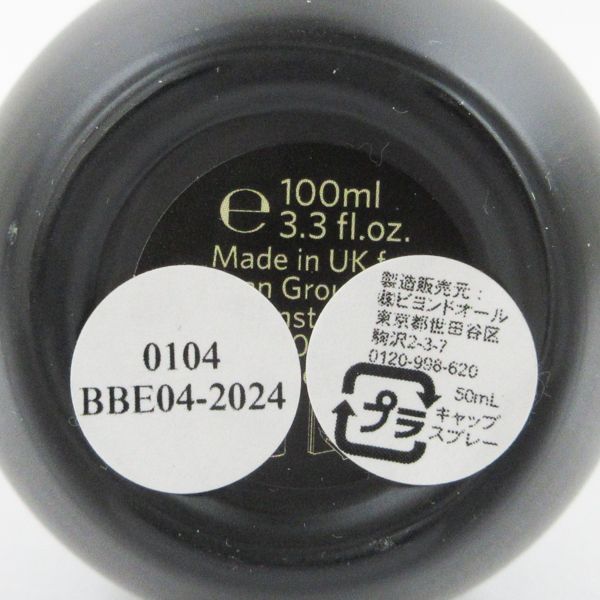 e 100ml
3.3 fl.oz.
Made in UK f
Grou
nst
0104
BBE04-2024
製造販売元：
㈱ビヨンドオール
東京都世田谷区
駒沢2-3-7
0120-998-620
50mL
プラ キャップ
スプレー